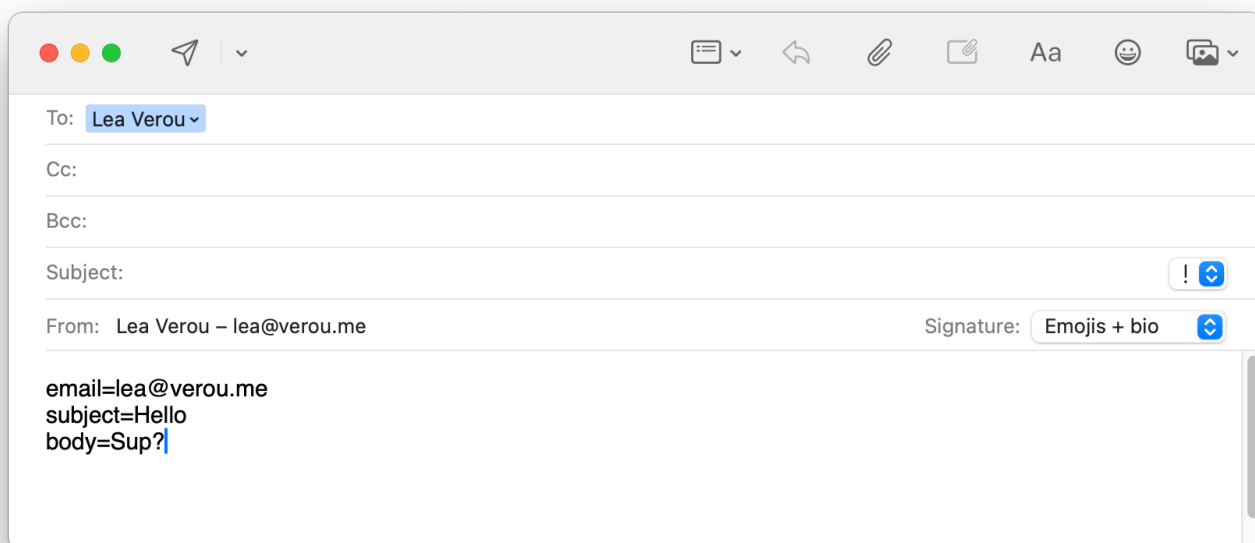 Aa
To: Lea Verou
Cc:
Bcc:
Subject: !
From: Lea Verou – lea@verou.me Signature: Emojis + bio
email=lea@verou.me
subject=Hello
body=Sup?